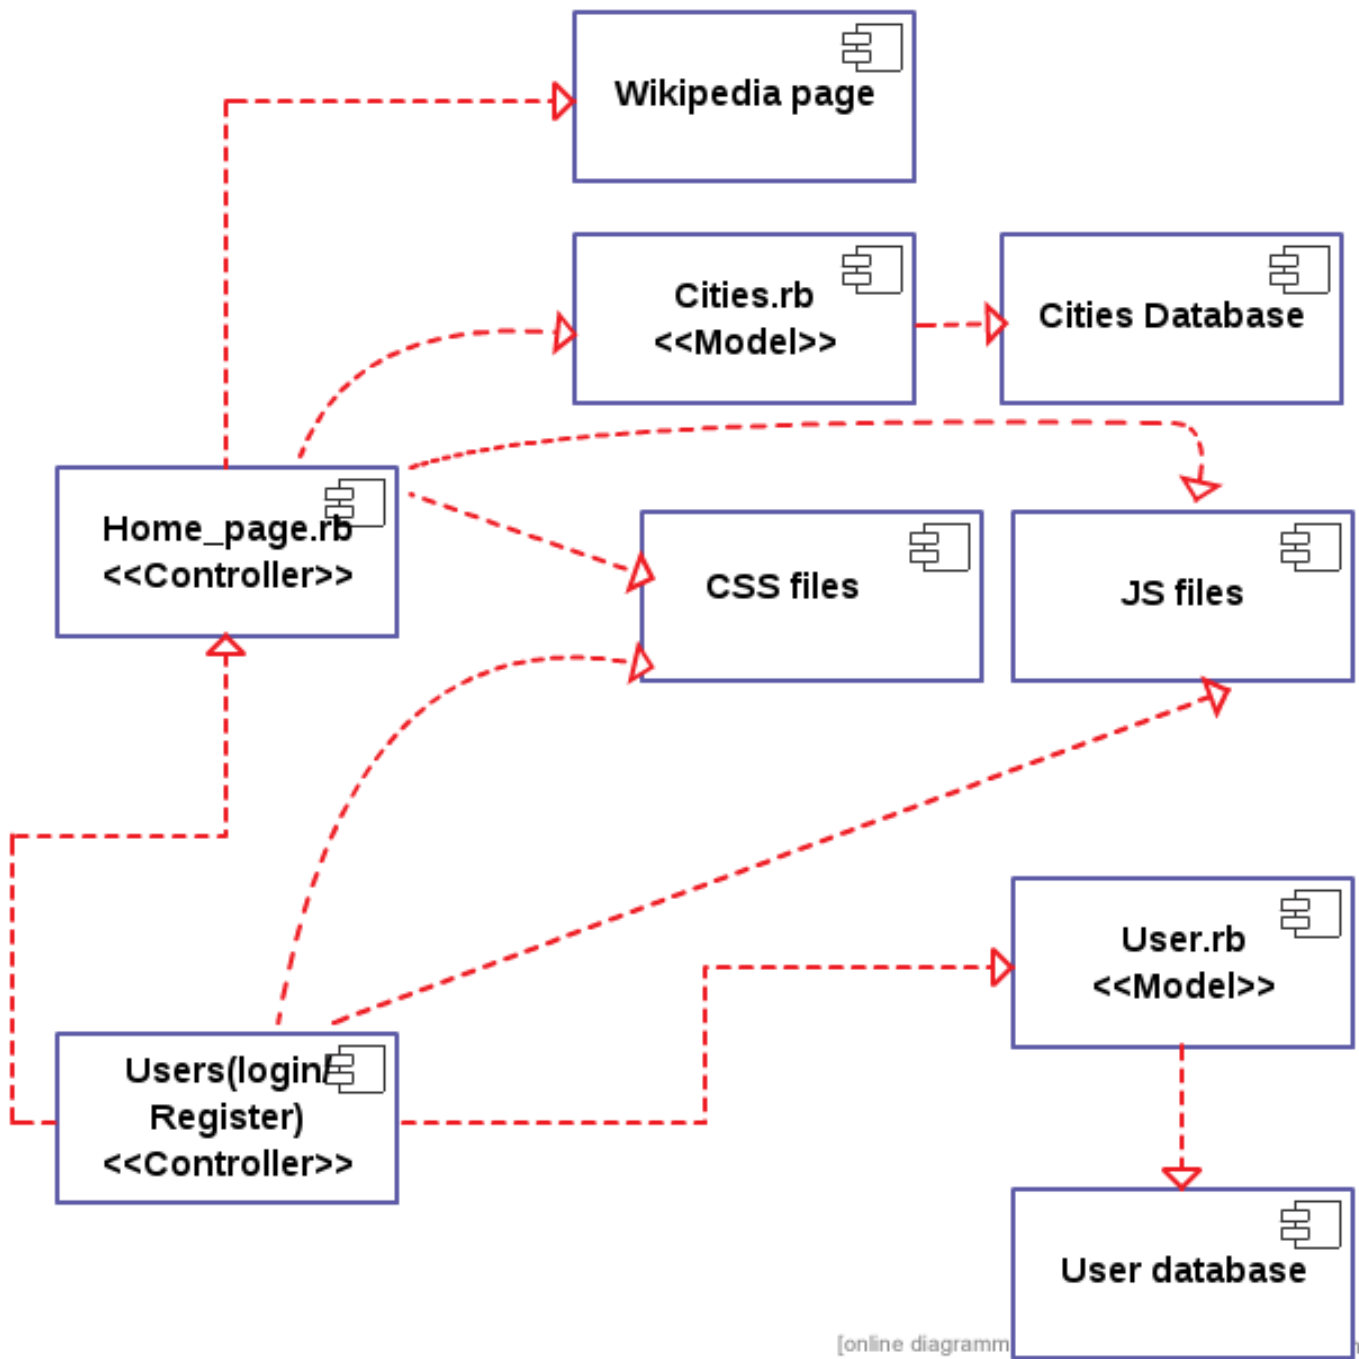 Wikipedia page
Cities.rb
<<Model>>
Cities Database
Home_page.rb
<<Controller>>
CSS files
JS files
User.rb
<<Model>>
Users(login/
Register)
<<Controller>>
User database
[online